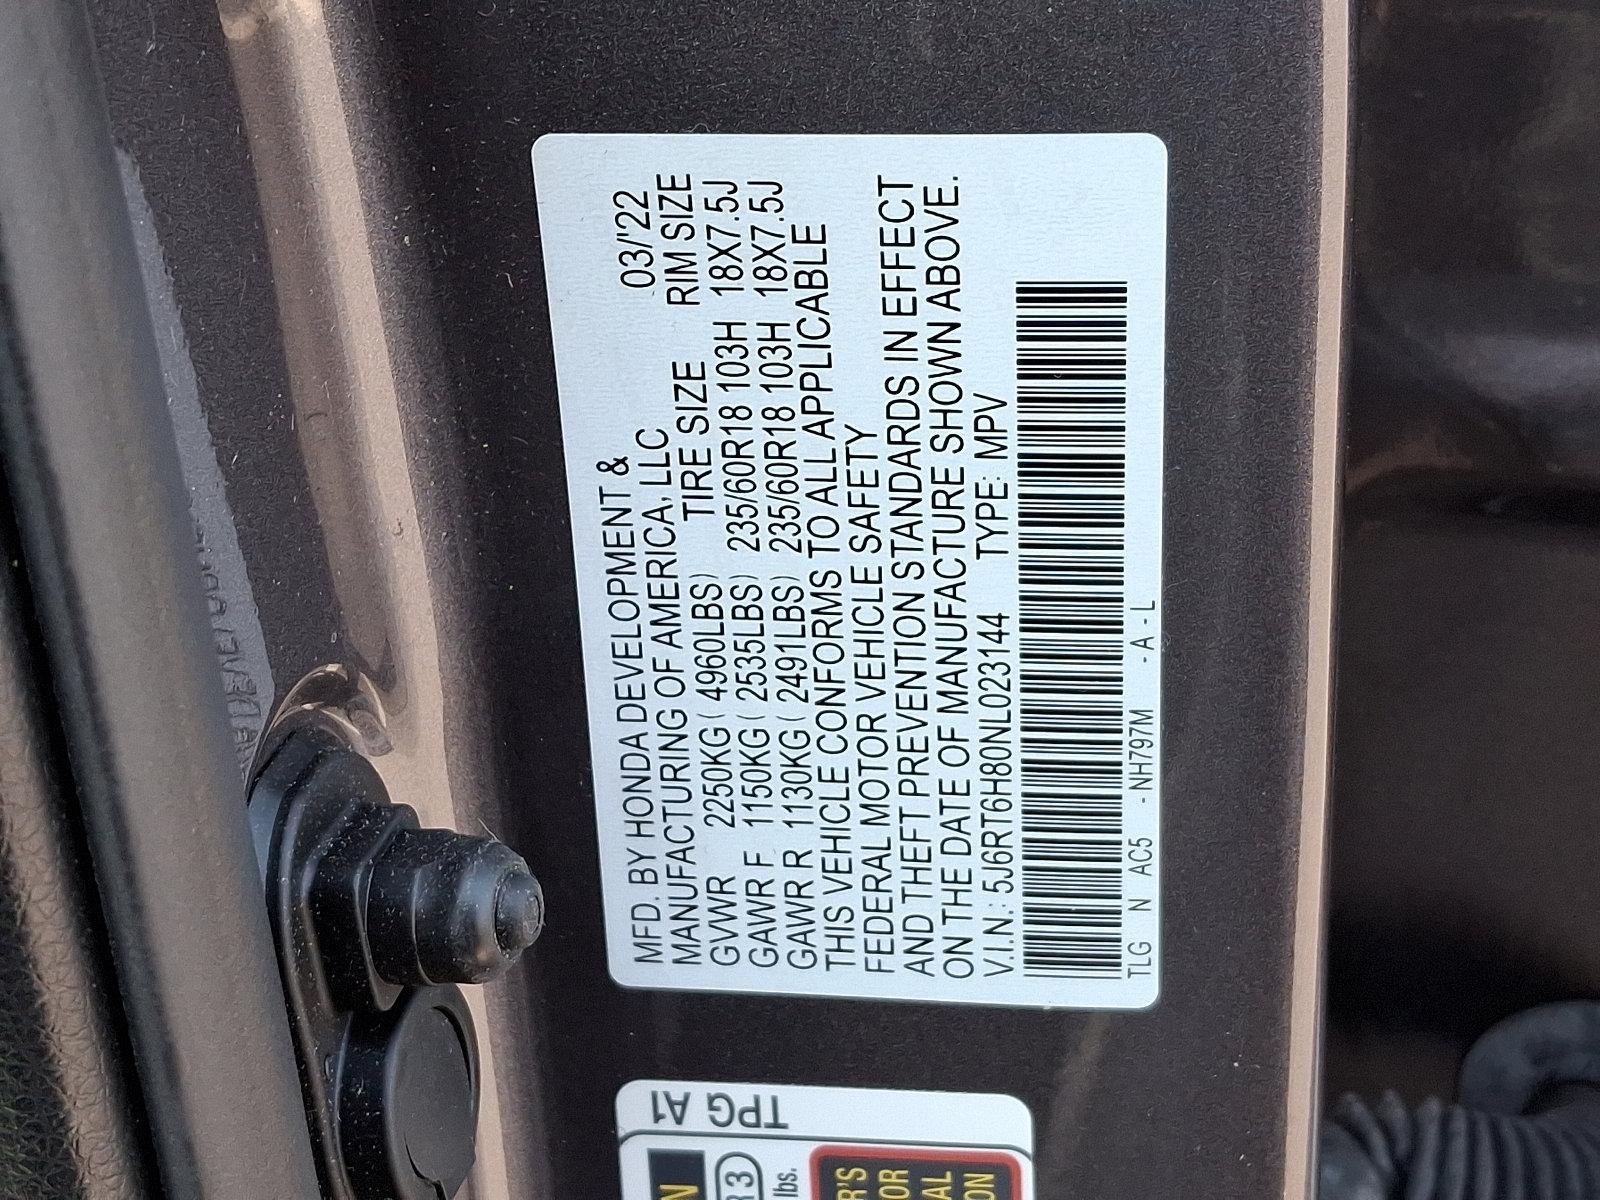 MFD. BY HONDA DEVELOPMENT &
MANUFACTURING OF AMERICA, LLC 03/'22
TIRE SIZE RIM SIZE
GVWR 2250KG ( 4960LBS)
GAWR F 1150KG ( 2535LBS) 235/60R18 103H 18X7.5J
GAWR R 1130KG ( 2491LBS) 235/60R18 103H 18X7.5J
THIS VEHICLE CONFORMS TO ALL APPLICABLE
FEDERAL MOTOR VEHICLE SAFETY
AND THEFT PREVENTION STANDARDS IN EFFECT
ON THE DATE OF MANUFACTURE SHOWN ABOVE.
V.I.N.: 5J6RT6H80NL023144 TYPE: MPV
TLG N AC5 - NH797M - A - L
TPG A1
lbs.